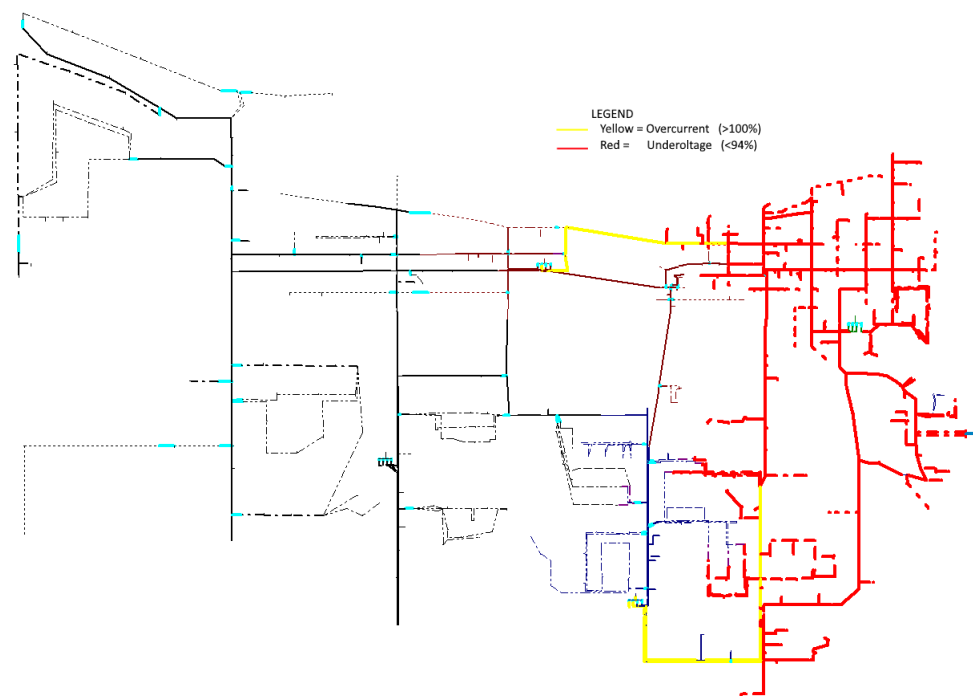 LEGEND
Yellow = Overcurrent (>100%)
Red = Underoltage (<94%)